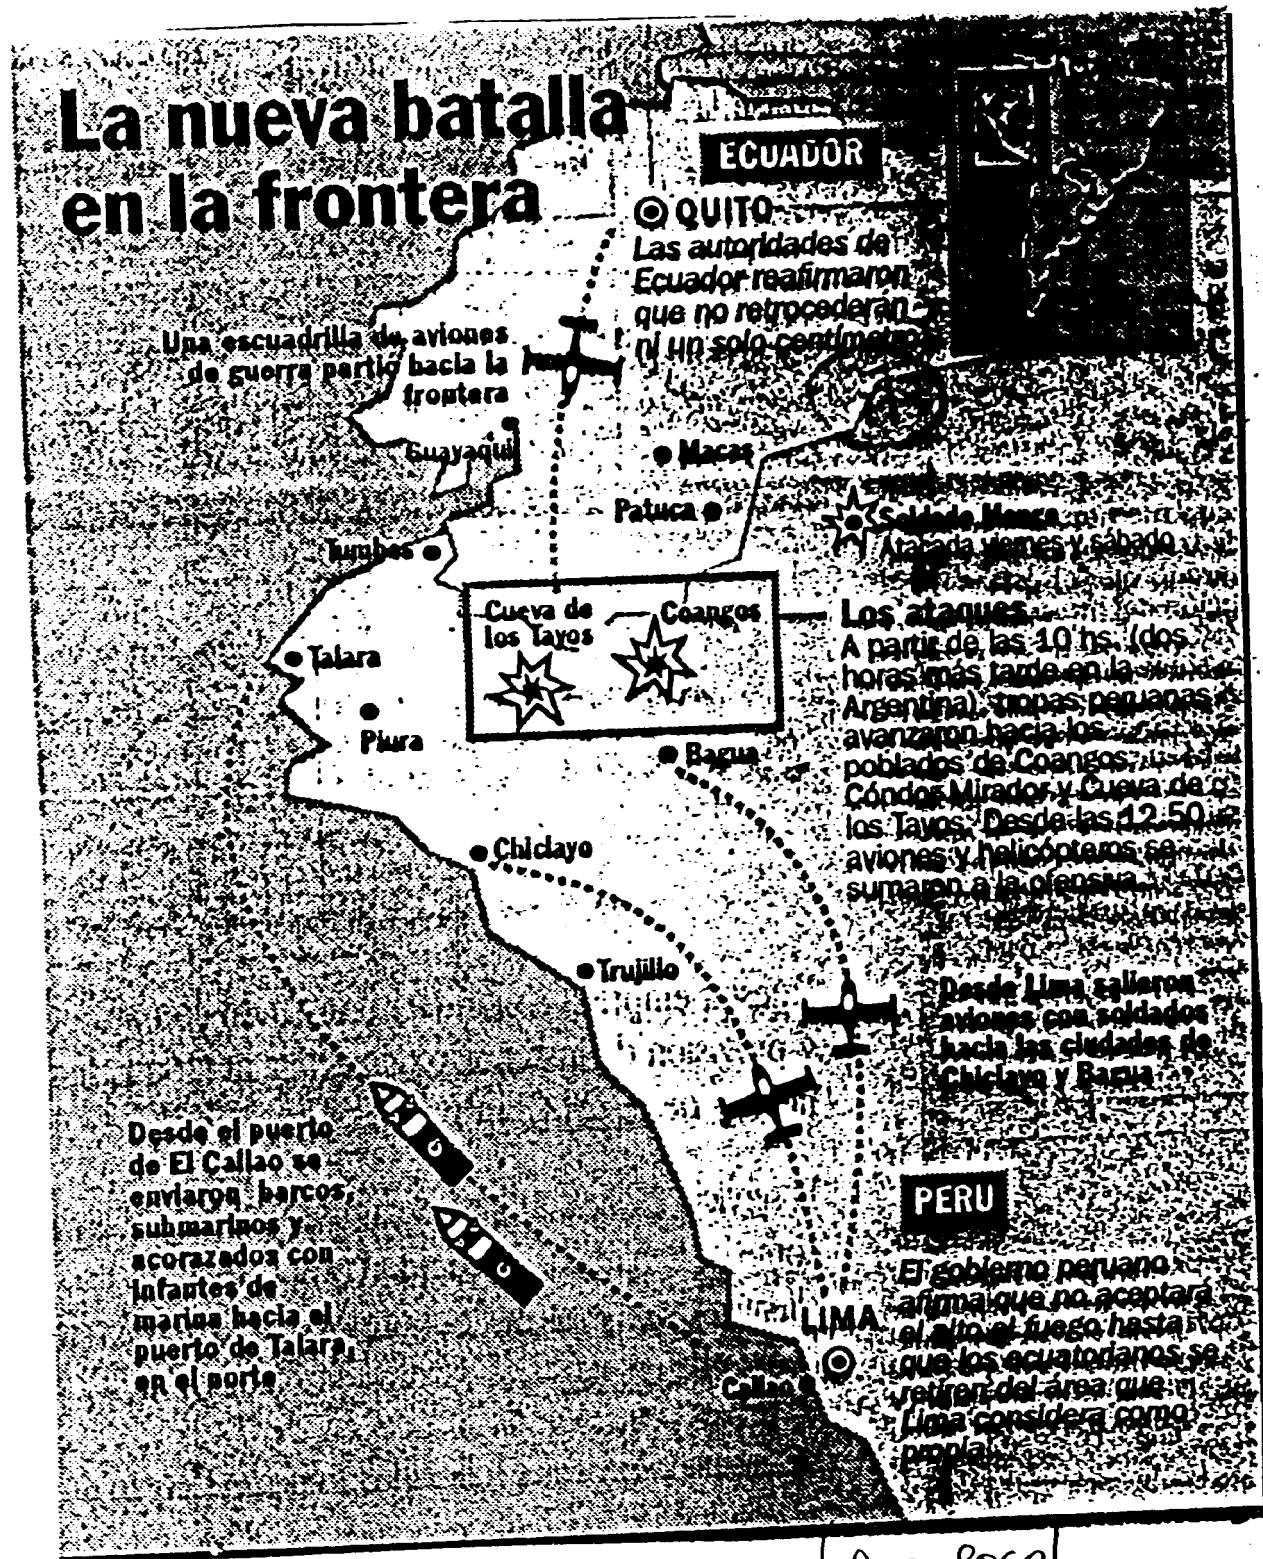 La nueva batalla
en la frontera
ECUADOR
QUITO
Las autoridades de
Ecuador reafirmaron
que no retrocederán
ni un solo centímetro
Una escuadrilla de aviones
de guerra partió hacia la
frontera
Guayaquil
Macas
Patuca
Soldado Monge
Atacada viernes y sábado
Tumbes
Cueva de
los Tayos
Coangos
Los ataques
A partir de las 10 hs. (dos
horas más tarde en la
Argentina), tropas peruanas
avanzaron hacia los
poblados de Coangos,
Cóndor Mirador y Cueva de
los Tayos. Desde las 12.50
aviones y helicópteros se
sumaron a la ofensiva.
Talara
Piura
Bagua
Chiclayo
Trujillo
Desde Lima salieron
aviones con soldados
hacia las ciudades de
Chiclayo y Bagua
Desde el puerto
de El Callao se
enviaron barcos,
submarinos y
acorazados con
infantes de
marina hacia el
puerto de Talara,
en el norte
PERU
El gobierno peruano
afirma que no aceptará
el alto el fuego hasta
que los ecuatorianos se
retiren del área que
Lima considera como
propia.
LIMA
Callao